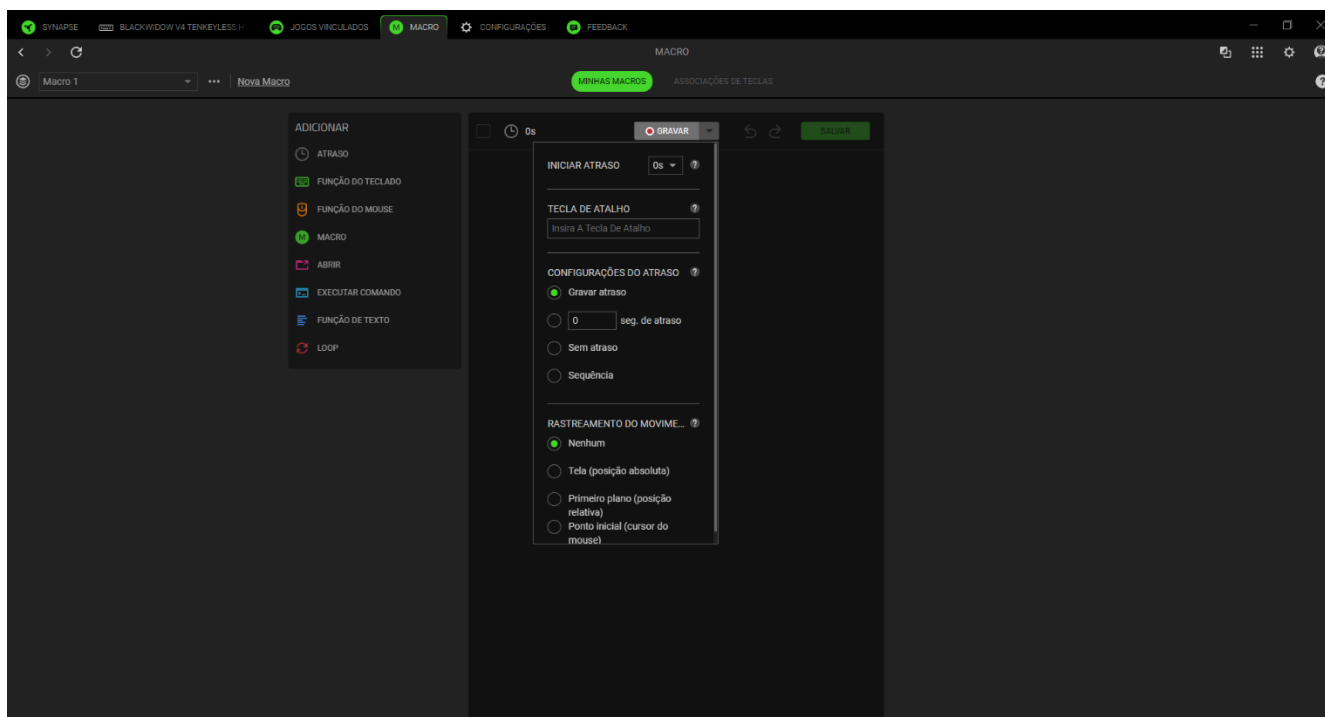 SYNAPSE BLACKWIDOW V4 TENKEYLESS H JOGOS VINCULADOS M MACRO CONFIGURAÇÕES FEEDBACK
MACRO
Macro 1 Nova Macro MINHAS MACROS ASSOCIAÇÕES DE TECLAS
ADICIONAR
ATRASO
FUNÇÃO DO TECLADO
FUNÇÃO DO MOUSE
M MACRO
ABRIR
EXECUTAR COMANDO
FUNÇÃO DE TEXTO
LOOP
0s GRAVAR SALVAR
INICIAR ATRASO 0s ?
TECLA DE ATALHO ?
Insira A Tecla De Atalho
CONFIGURAÇÕES DO ATRASO ?
Gravar atraso
0 seg. de atraso
Sem atraso
Sequência
RASTREAMENTO DO MOVIME... ?
Nenhum
Tela (posição absoluta)
Primeiro plano (posição
relativa)
Ponto inicial (cursor do
mouse)